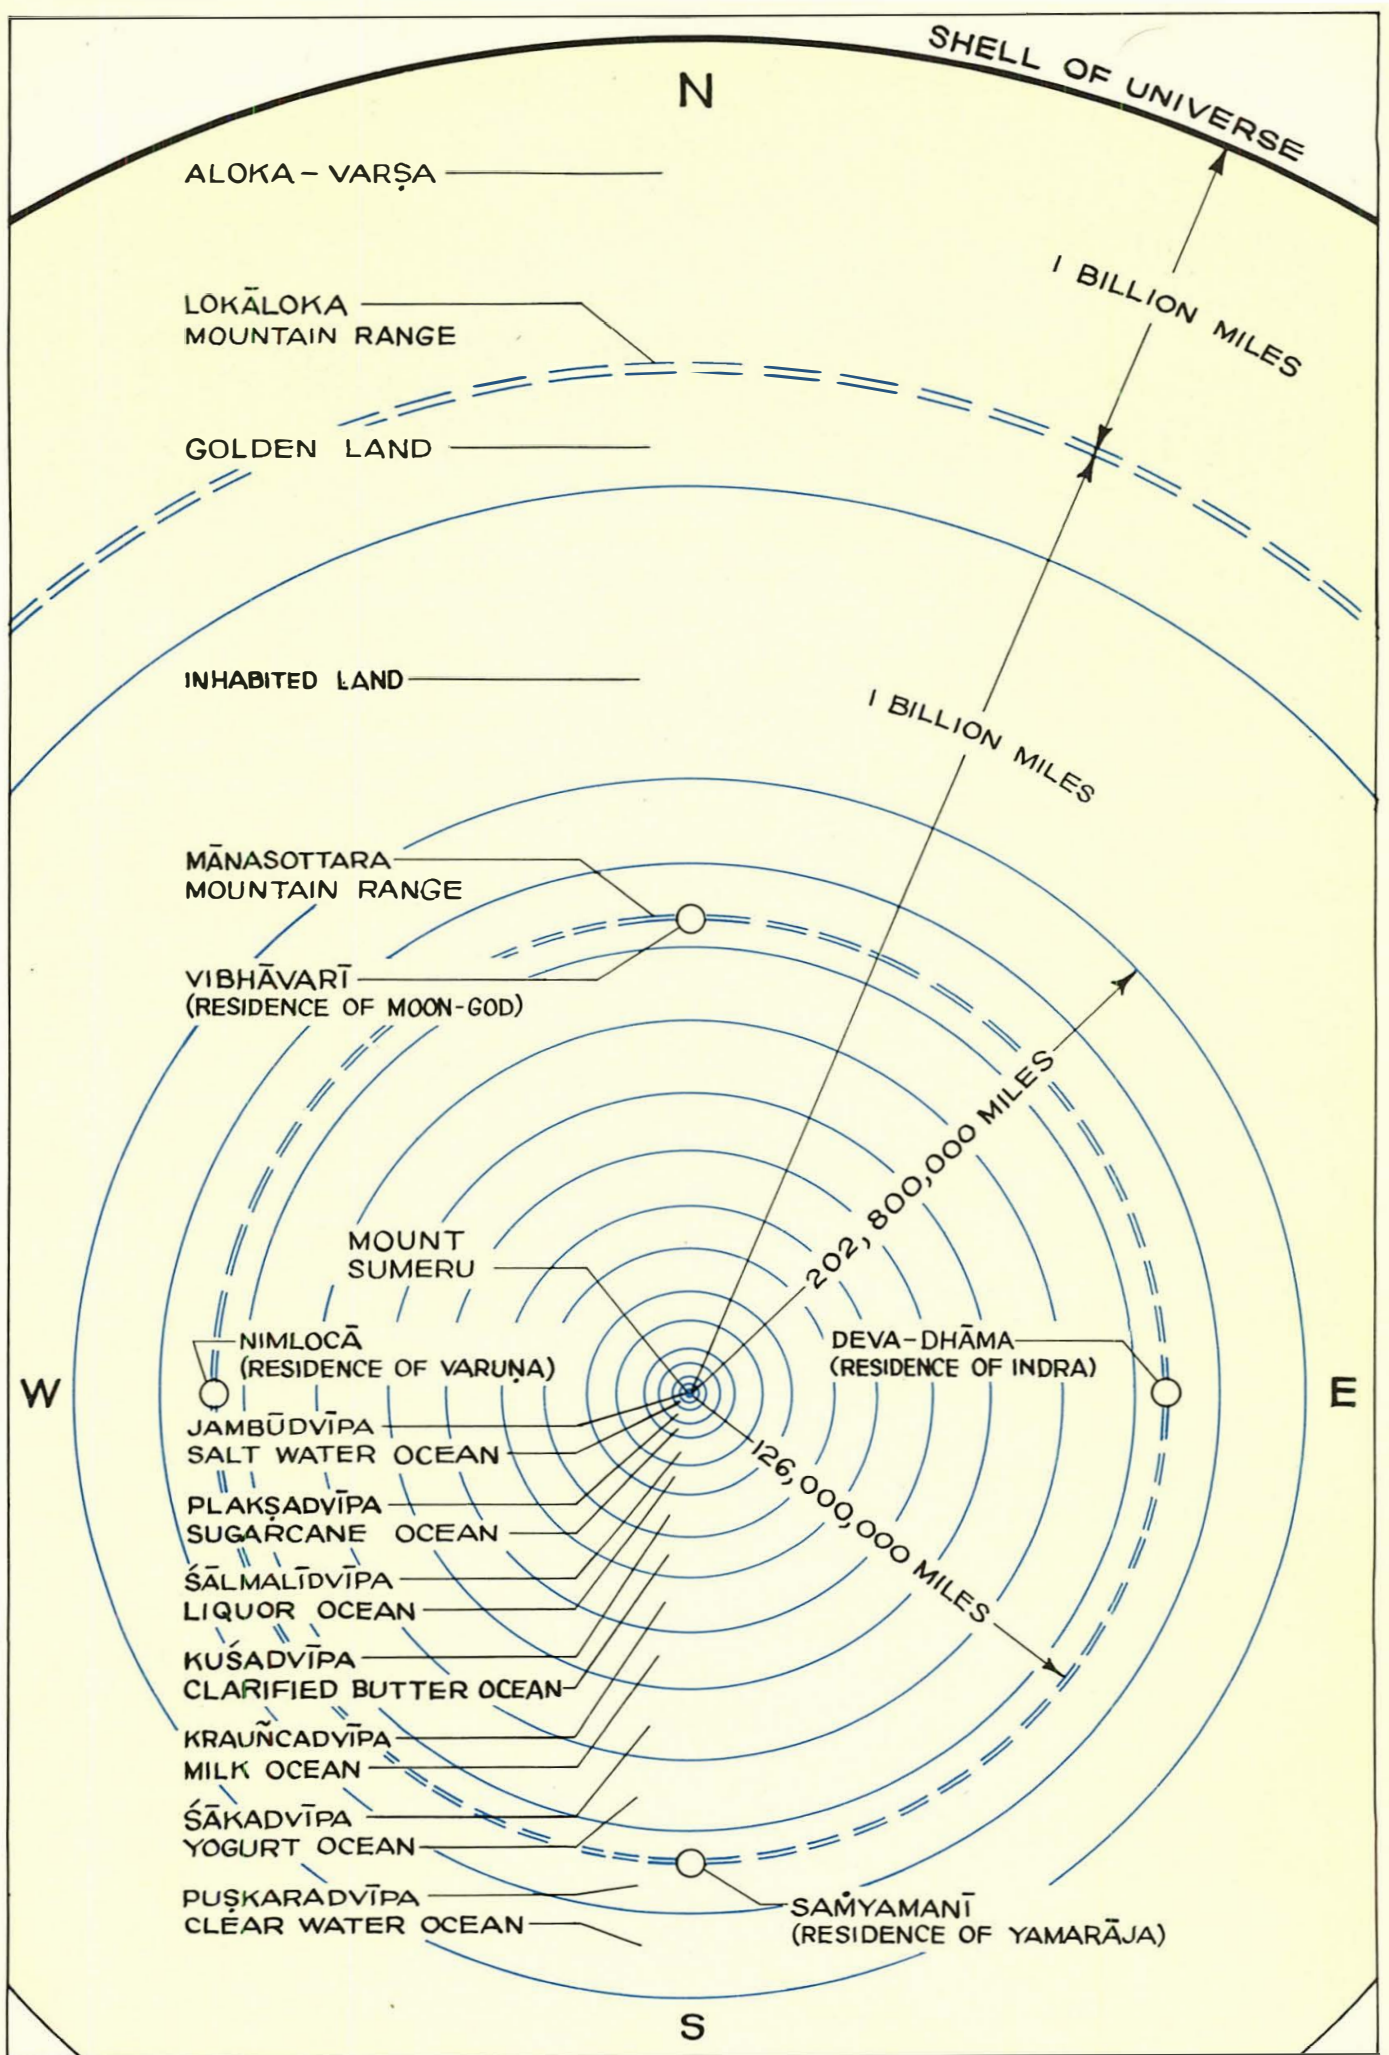 SHELL OF UNIVERSE
N
ALOKA-VARṢA
1 BILLION MILES
LOKĀLOKA
MOUNTAIN RANGE
GOLDEN LAND
INHABITED LAND
1 BILLION MILES
MĀNASOTTARA
MOUNTAIN RANGE
VIBHĀVARĪ
(RESIDENCE OF MOON-GOD)
202,800,000 MILES
MOUNT
SUMERU
NIMLOCĀ
(RESIDENCE OF VARUṆA)
DEVA-DHĀMA
(RESIDENCE OF INDRA)
W
E
JAMBŪDVĪPA
SALT WATER OCEAN
126,000,000 MILES
PLAKṢADVĪPA
SUGARCANE OCEAN
ŚĀLMALĪDVĪPA
LIQUOR OCEAN
KUŚADVĪPA
CLARIFIED BUTTER OCEAN
KRAUÑCADVĪPA
MILK OCEAN
ŚĀKADVĪPA
YOGURT OCEAN
PUṢKARADVĪPA
CLEAR WATER OCEAN
SAṀYAMANĪ
(RESIDENCE OF YAMARĀJA)
S